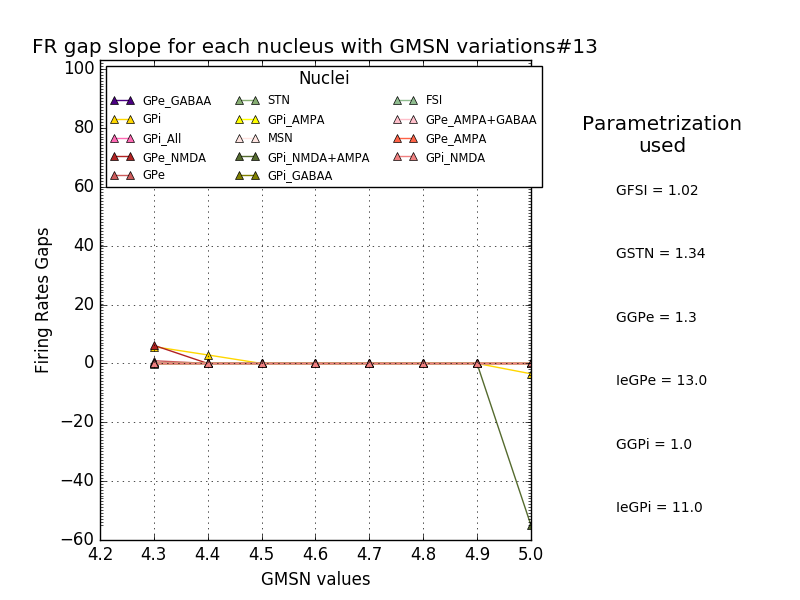 FR gap slope for each nucleus with GMSN variations#13
Nuclei
GPe_GABAA STN FSI
GPi GPi_AMPA GPe_AMPA+GABAA
GPi_All MSN GPe_AMPA
GPe_NMDA GPi_NMDA+AMPA GPi_NMDA
GPe GPi_GABAA
100
80
60
40
20
0
−20
−40
−60
Firing Rates Gaps
4.2 4.3 4.4 4.5 4.6 4.7 4.8 4.9 5.0
GMSN values
Parametrization
used
GFSI = 1.02
GSTN = 1.34
GGPe = 1.3
IeGPe = 13.0
GGPi = 1.0
IeGPi = 11.0